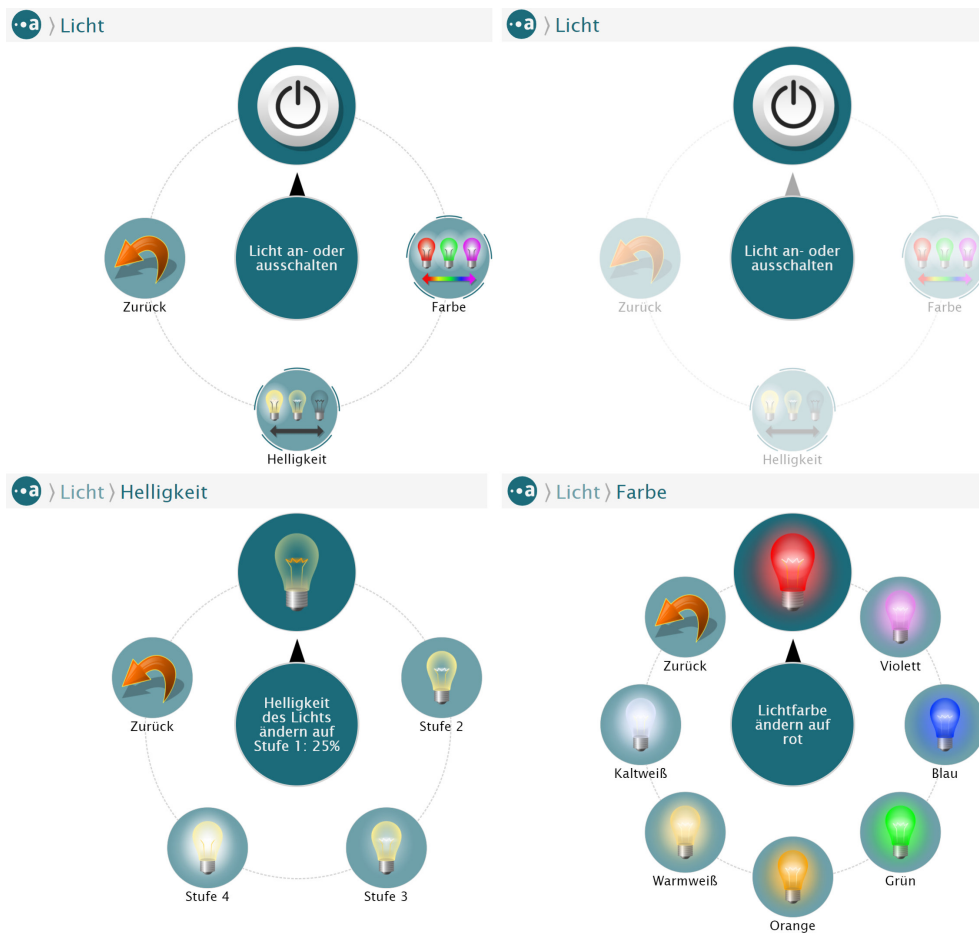 a 〉Licht
Licht an- oder
ausschalten
Zurück
Farbe
Helligkeit
a 〉Licht
Licht an- oder
ausschalten
Zurück
Farbe
Helligkeit
a 〉Licht 〉Helligkeit
Helligkeit
des Lichts
ändern auf
Stufe 1: 25%
Zurück
Stufe 2
Stufe 4
Stufe 3
a 〉Licht 〉Farbe
Zurück
Violett
Lichtfarbe
ändern auf
rot
Kaltweiß
Blau
Warmweiß
Grün
Orange